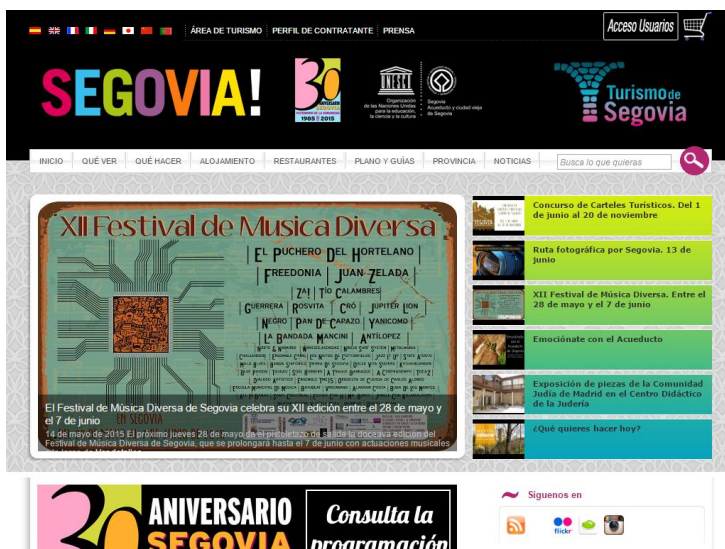 ÁREA DE TURISMO PERFIL DE CONTRATANTE PRENSA
Acceso Usuarios
SEGOVIA!
30
ANIVERSARIO
SEGOVIA
1985 2015
UNESCO
Organización
de las Naciones Unidas
para la educación,
la ciencia y la cultura
Segovia
Acueducto y ciudad vieja
de Segovia
Turismo de
Segovia
INICIO QUÉ VER QUÉ HACER ALOJAMIENTO RESTAURANTES PLANO Y GUÍAS PROVINCIA NOTICIAS
Busca lo que quieras
XII Festival de Musica Diversa
EL PUCHERO DEL HORTELANO
FREEDONIA JUAN ZELADA
ZA! TÍO CALAMBRES
GUERRERA ROSVITA CRÓ JUPITER LION
NEGRO PAN DE CAPAZO YANICOMO
LA BANDADA MANCINI ANTÍLOPEZ
El Festival de Música Diversa de Segovia celebra su XII edición entre el 28 de mayo y
el 7 de junio
14 de mayo de 2015 El próximo jueves 28 de mayo da el pistoletazo de salida la doceava edición del
Festival de Música Diversa de Segovia, que se prolongará hasta el 7 de junio con actuaciones musicales
Concurso de Carteles Turísticos. Del 1
de junio al 20 de noviembre
Ruta fotográfica por Segovia. 13 de
junio
XII Festival de Música Diversa. Entre el
28 de mayo y el 7 de junio
Emociónate con el Acueducto
Exposición de piezas de la Comunidad
Judía de Madrid en el Centro Didáctico
de la Judería
¿Qué quieres hacer hoy?
30 ANIVERSARIO
SEGOVIA
Consulta la
programación
Siguenos en
flickr